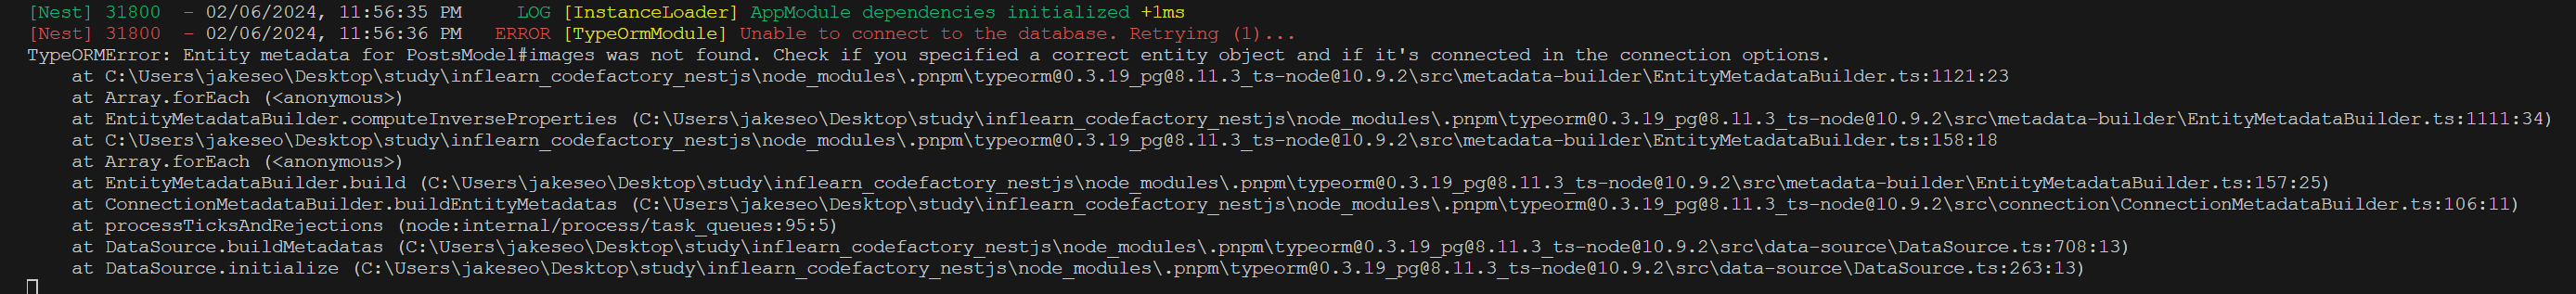 [Nest] 31800  - 02/06/2024, 11:56:35 PM     LOG [InstanceLoader] AppModule dependencies initialized +1ms
[Nest] 31800  - 02/06/2024, 11:56:36 PM   ERROR [TypeOrmModule] Unable to connect to the database. Retrying (1)...
TypeORMError: Entity metadata for PostsModel#images was not found. Check if you specified a correct entity object and if it's connected in the connection options.
    at C:\Users\jakeseo\Desktop\study\inflearn_codefactory_nestjs\node_modules\.pnpm\typeorm@0.3.19_pg@8.11.3_ts-node@10.9.2\src\metadata-builder\EntityMetadataBuilder.ts:1121:23
    at Array.forEach (<anonymous>)
    at EntityMetadataBuilder.computeInverseProperties (C:\Users\jakeseo\Desktop\study\inflearn_codefactory_nestjs\node_modules\.pnpm\typeorm@0.3.19_pg@8.11.3_ts-node@10.9.2\src\metadata-builder\EntityMetadataBuilder.ts:1111:34)
    at C:\Users\jakeseo\Desktop\study\inflearn_codefactory_nestjs\node_modules\.pnpm\typeorm@0.3.19_pg@8.11.3_ts-node@10.9.2\src\metadata-builder\EntityMetadataBuilder.ts:158:18
    at Array.forEach (<anonymous>)
    at EntityMetadataBuilder.build (C:\Users\jakeseo\Desktop\study\inflearn_codefactory_nestjs\node_modules\.pnpm\typeorm@0.3.19_pg@8.11.3_ts-node@10.9.2\src\metadata-builder\EntityMetadataBuilder.ts:157:25)
    at ConnectionMetadataBuilder.buildEntityMetadatas (C:\Users\jakeseo\Desktop\study\inflearn_codefactory_nestjs\node_modules\.pnpm\typeorm@0.3.19_pg@8.11.3_ts-node@10.9.2\src\connection\ConnectionMetadataBuilder.ts:106:11)
    at processTicksAndRejections (node:internal/process/task_queues:95:5)
    at DataSource.buildMetadatas (C:\Users\jakeseo\Desktop\study\inflearn_codefactory_nestjs\node_modules\.pnpm\typeorm@0.3.19_pg@8.11.3_ts-node@10.9.2\src\data-source\DataSource.ts:708:13)
    at DataSource.initialize (C:\Users\jakeseo\Desktop\study\inflearn_codefactory_nestjs\node_modules\.pnpm\typeorm@0.3.19_pg@8.11.3_ts-node@10.9.2\src\data-source\DataSource.ts:263:13)